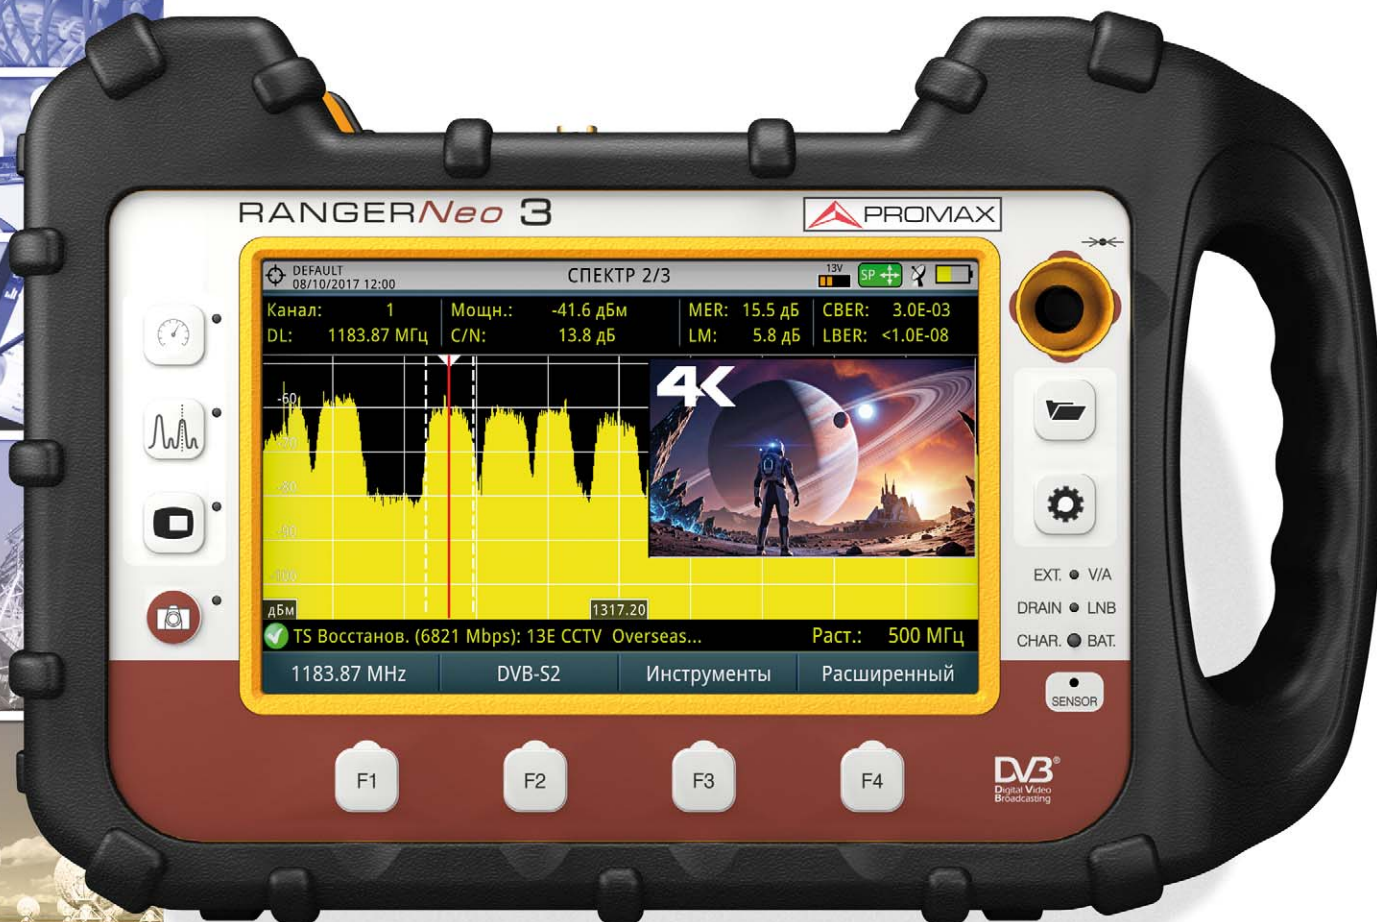 RANGERNeo 3
PROMAX
DEFAULT
08/10/2017 12:00
СПЕКТР 2/3
13V
SP
Канал: 1
DL: 1183.87 МГц
Мощн.: -41.6 дБм
C/N: 13.8 дБ
MER: 15.5 дБ
LM: 5.8 дБ
CBER: 3.0E-03
LBER: <1.0E-08
4K
-60
-70
-80
-90
-100
дБм
1317.20
TS Восстанов. (6821 Mbps): 13E CCTV Overseas...
Раст.: 500 МГц
1183.87 MHz
DVB-S2
Инструменты
Расширенный
EXT. V/A
DRAIN LNB
CHAR. BAT.
SENSOR
F1
F2
F3
F4
DVB®
Digital Video
Broadcasting